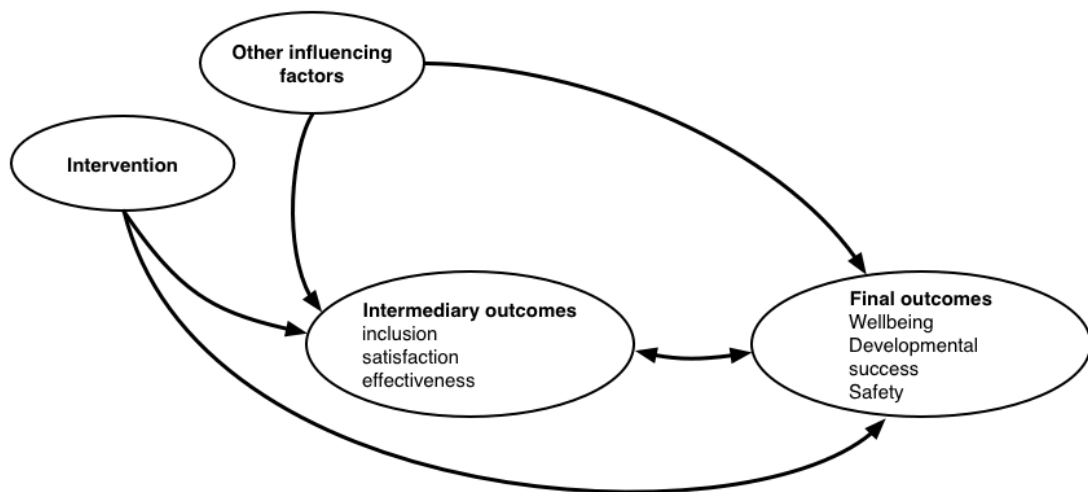 Other influencing
factors
Intervention
Intermediary outcomes
inclusion
satisfaction
effectiveness
Final outcomes
Wellbeing
Developmental
success
Safety